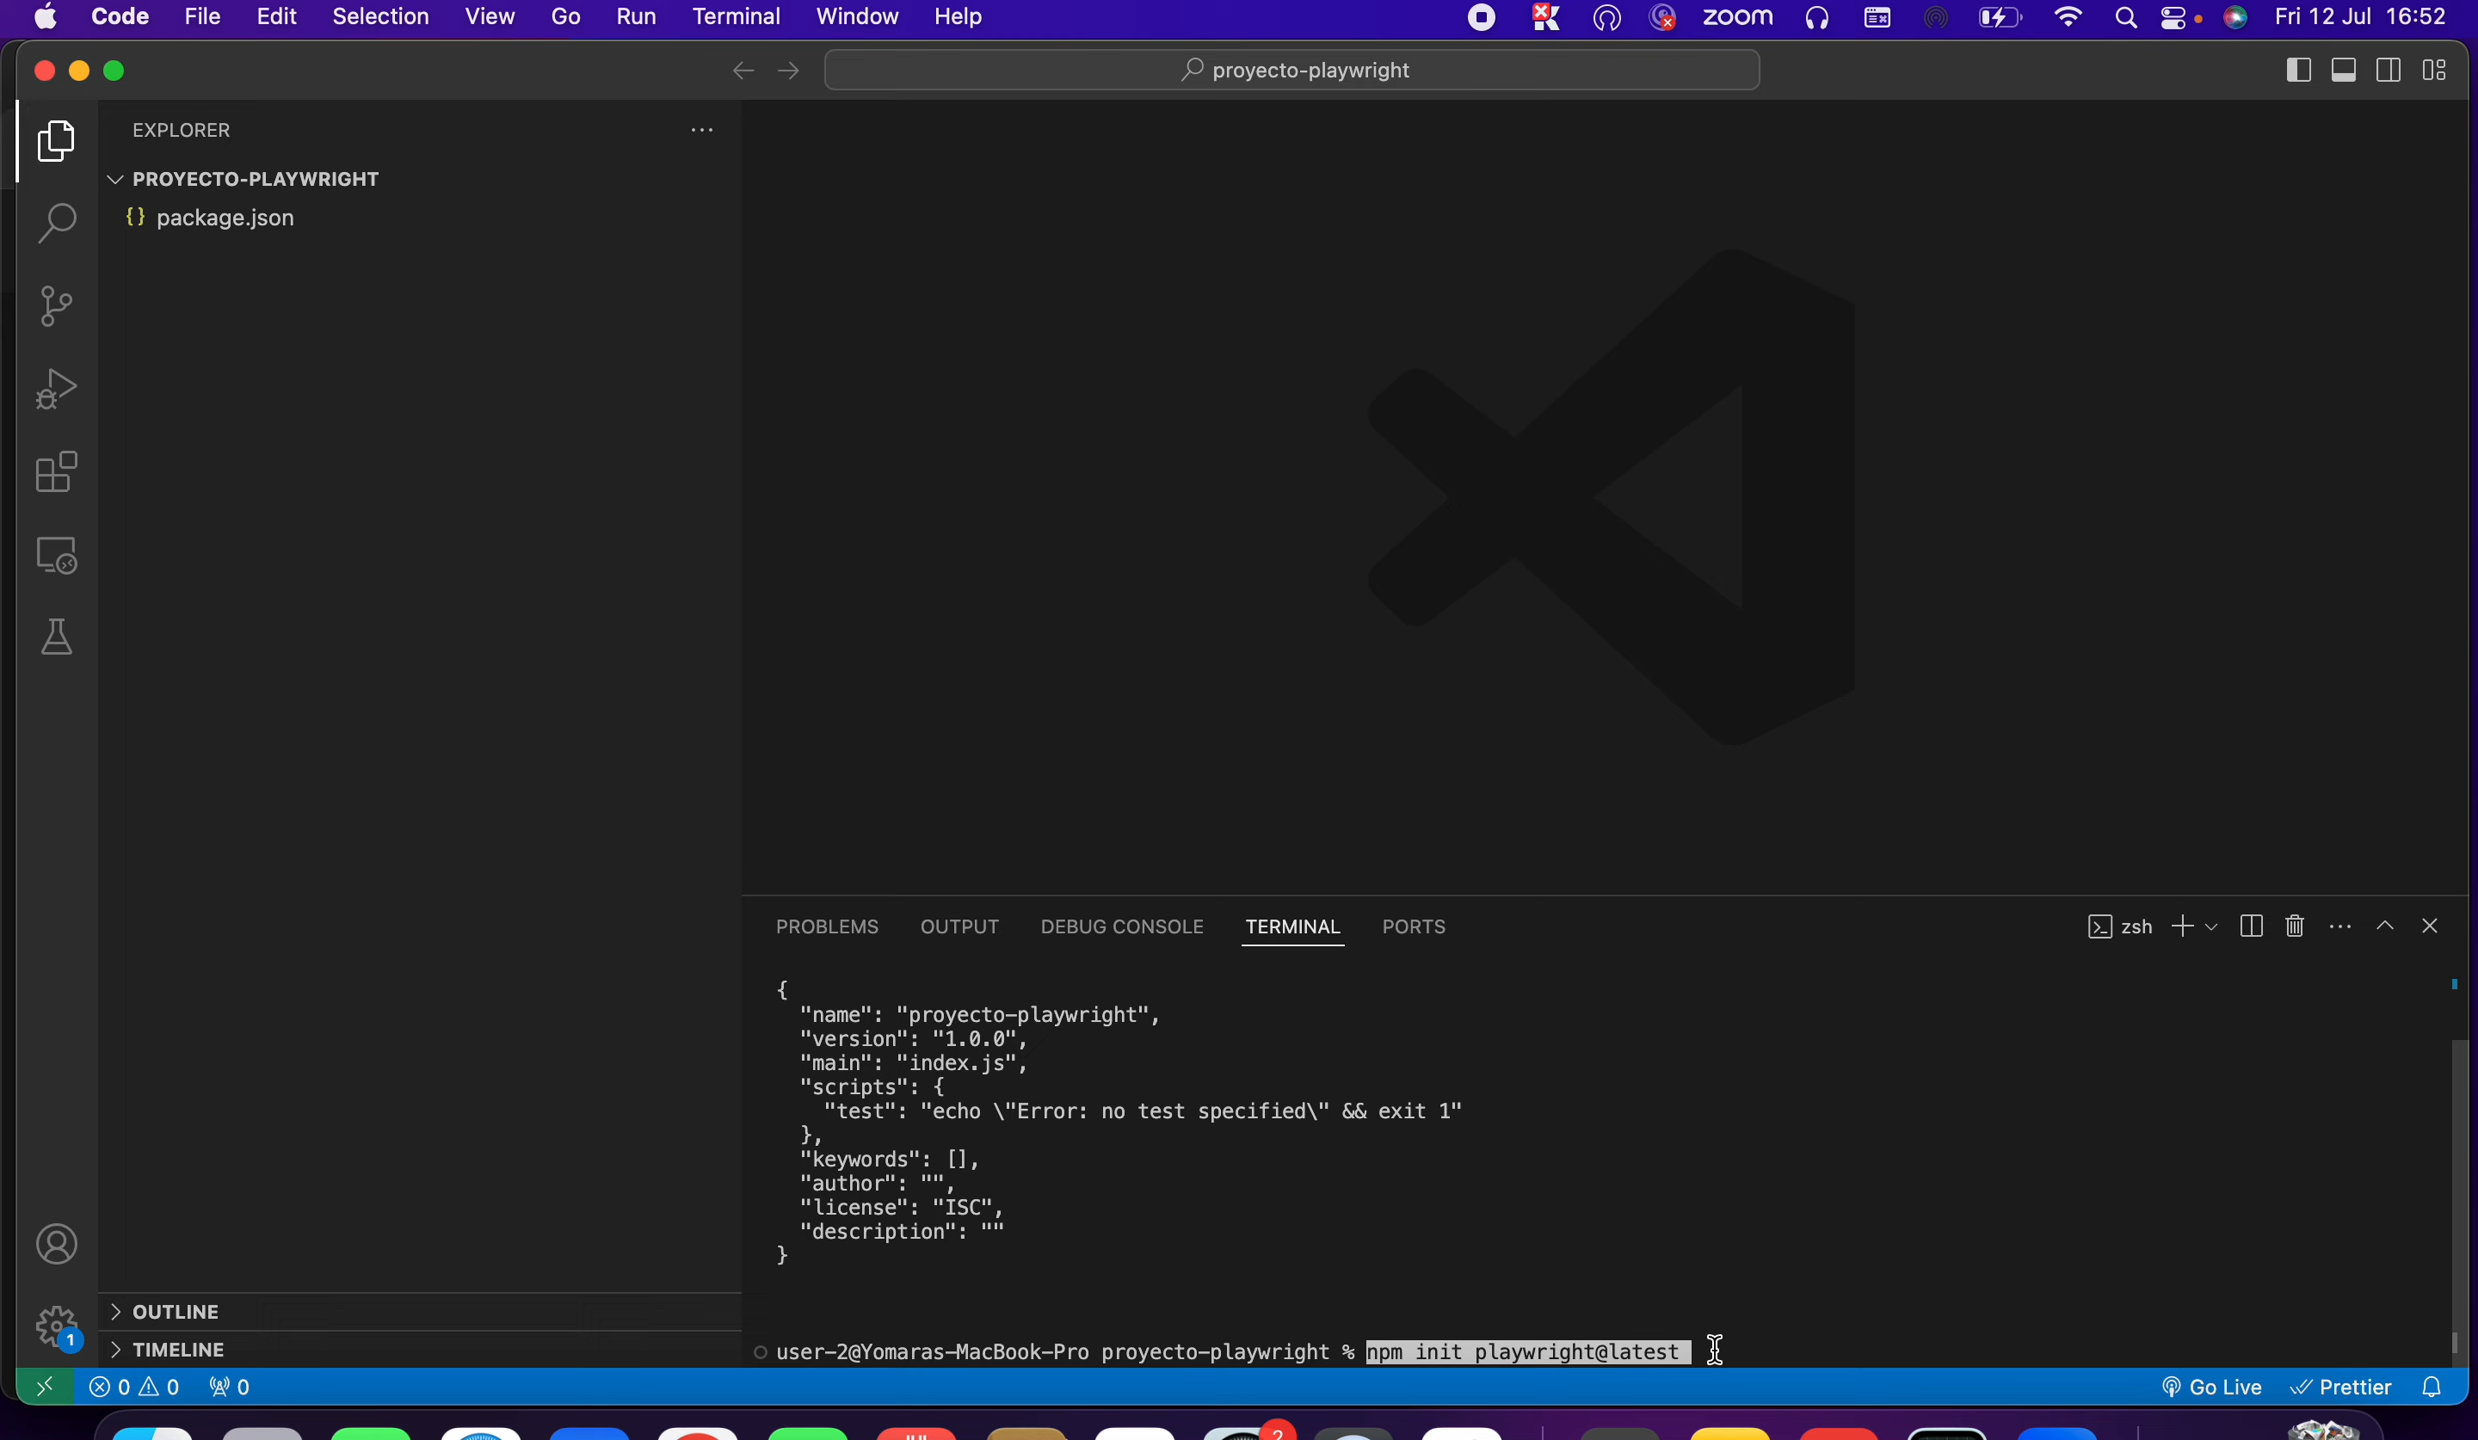 Code File Edit Selection View Go Run Terminal Window Help zoom Fri 12 Jul 16:52
proyecto-playwright
EXPLORER
PROYECTO-PLAYWRIGHT
{} package.json
PROBLEMS OUTPUT DEBUG CONSOLE TERMINAL PORTS zsh
{
"name": "proyecto-playwright",
"version": "1.0.0",
"main": "index.js",
"scripts": {
"test": "echo \"Error: no test specified\" && exit 1"
},
"keywords": [],
"author": "",
"license": "ISC",
"description": ""
}
OUTLINE
TIMELINE
user-2@Yomaras-MacBook-Pro proyecto-playwright % npm init playwright@latest
1
0 0 0 Go Live Prettier
2